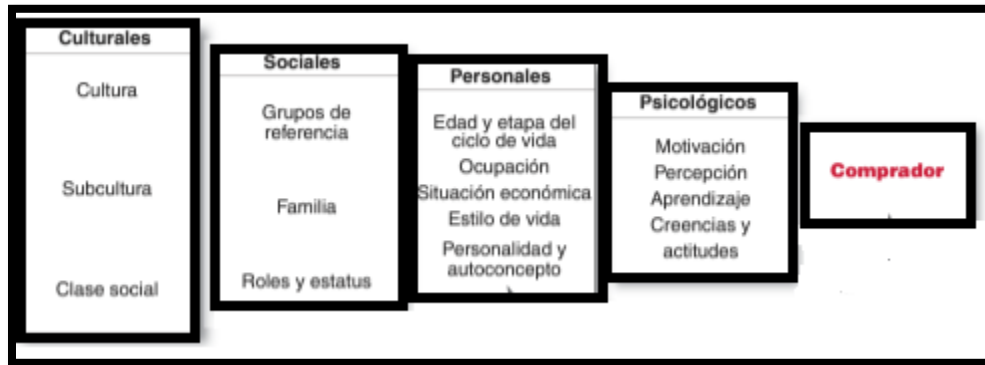 Culturales
Cultura
Subcultura
Clase social
Sociales
Grupos de
referencia
Familia
Roles y estatus
Personales
Edad y etapa del
ciclo de vida
Ocupación
Situación económica
Estilo de vida
Personalidad y
autoconcepto
Psicológicos
Motivación
Percepción
Aprendizaje
Creencias y
actitudes
Comprador